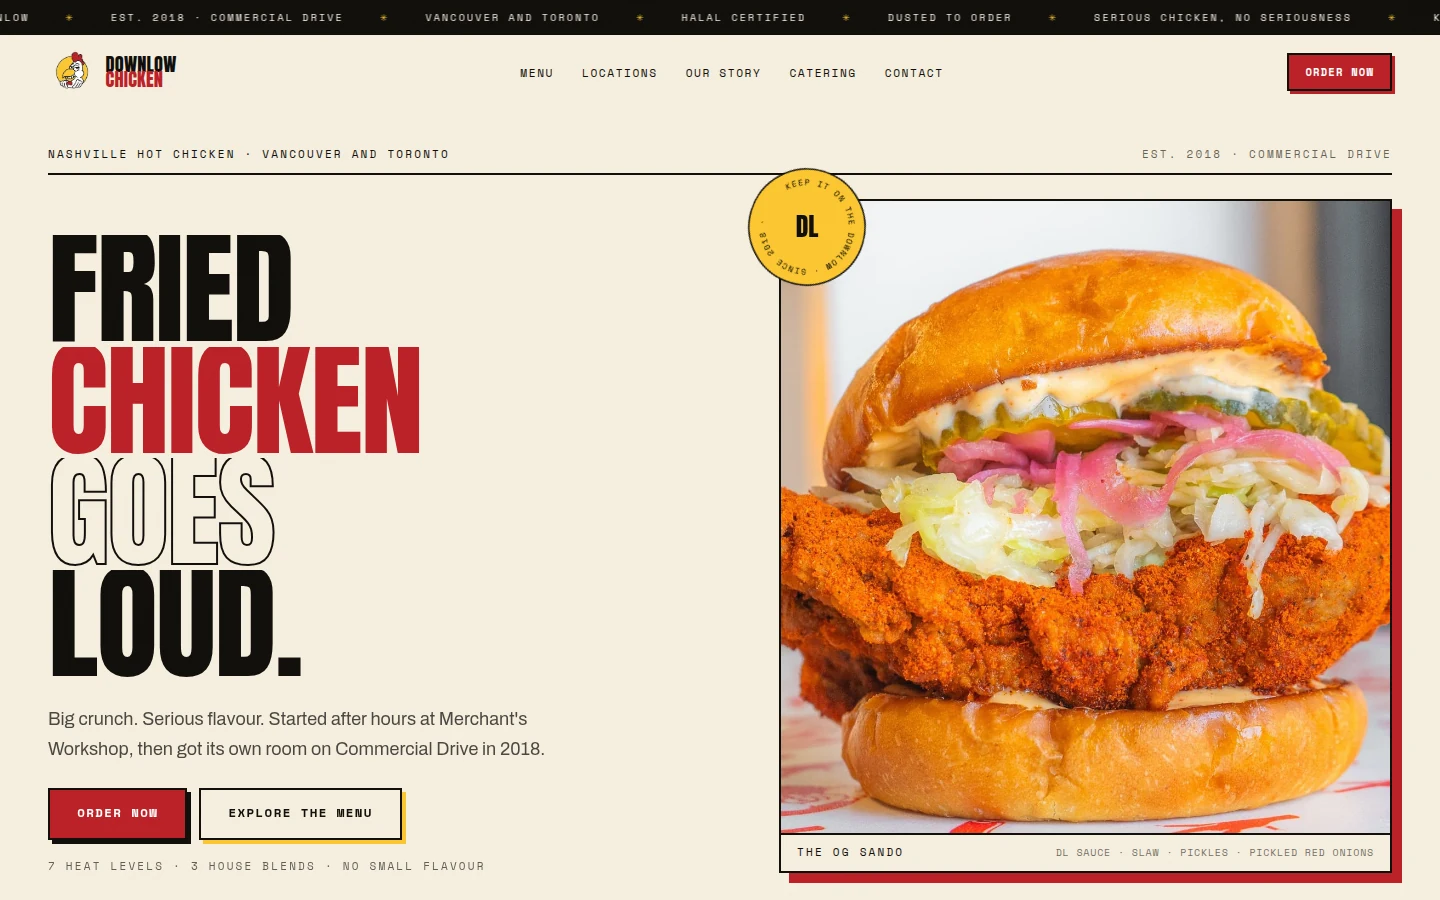 EST. 2018 · COMMERCIAL DRIVE * VANCOUVER AND TORONTO * HALAL CERTIFIED * DUSTED TO ORDER * SERIOUS CHICKEN, NO SERIOUSNESS *
DOWNLOW
CHICKEN
MENU LOCATIONS OUR STORY CATERING CONTACT
ORDER NOW
NASHVILLE HOT CHICKEN · VANCOUVER AND TORONTO
EST. 2018 · COMMERCIAL DRIVE
KEEP IT ON THE DOWNLOW · SINCE 2018 ·
DL
FRIED
CHICKEN
GOES
LOUD.
Big crunch. Serious flavour. Started after hours at Merchant's
Workshop, then got its own room on Commercial Drive in 2018.
ORDER NOW
EXPLORE THE MENU
7 HEAT LEVELS · 3 HOUSE BLENDS · NO SMALL FLAVOUR
THE OG SANDO
DL SAUCE · SLAW · PICKLES · PICKLED RED ONIONS